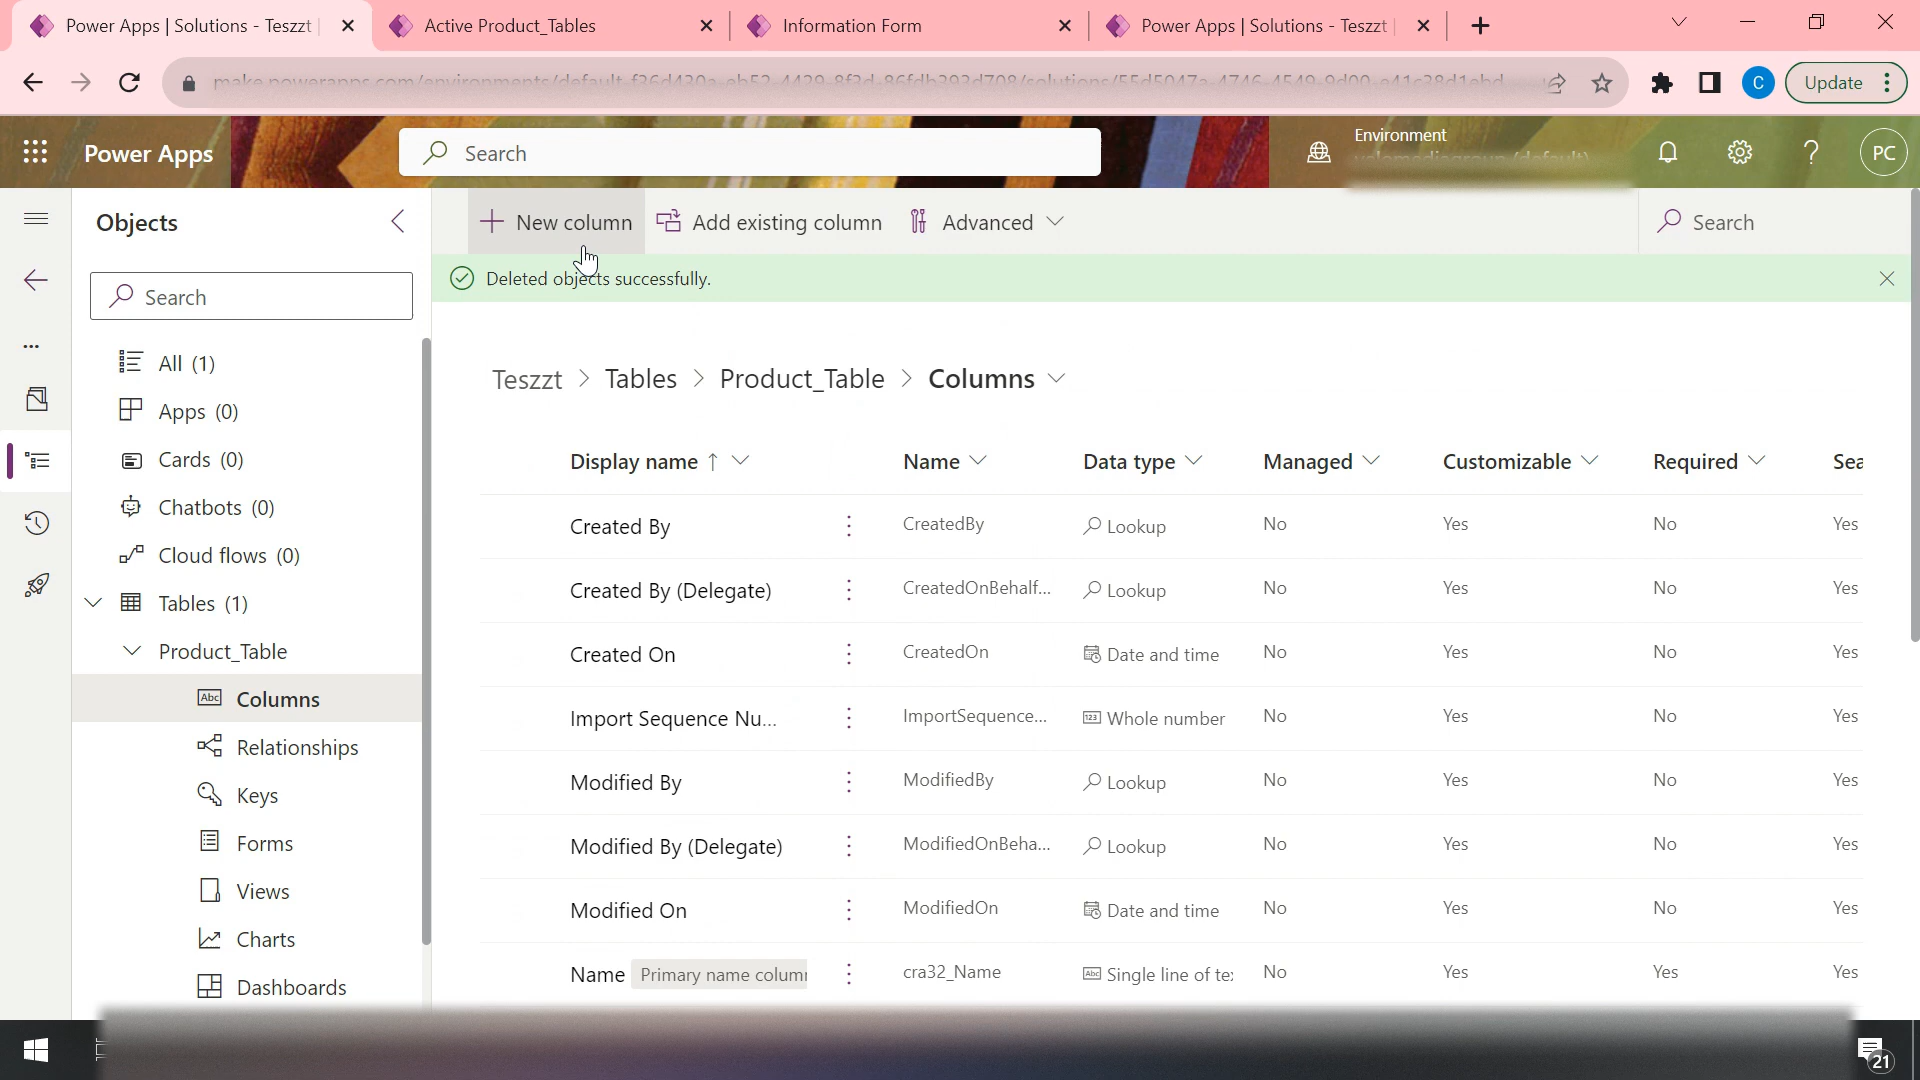 Power Apps | Solutions - Teszzt
Active Product_Tables
Information Form
Power Apps | Solutions - Teszzt
C
Update
Power Apps
Search
Environment
PC
Objects
New column
Add existing column
Advanced
Search
Deleted objects successfully.
Search
All (1)
Apps (0)
Cards (0)
Chatbots (0)
Cloud flows (0)
Tables (1)
Product_Table
Abc Columns
Relationships
Keys
Forms
Views
Charts
Dashboards
Teszzt > Tables > Product_Table > Columns
Display name ↑ Name Data type Managed Customizable Required Sea
Created By CreatedBy Lookup No Yes No Yes
Created By (Delegate) CreatedOnBehalf... Lookup No Yes No Yes
Created On CreatedOn Date and time No Yes No Yes
Import Sequence Nu... ImportSequence... 123 Whole number No Yes No Yes
Modified By ModifiedBy Lookup No Yes No Yes
Modified By (Delegate) ModifiedOnBeha... Lookup No Yes No Yes
Modified On ModifiedOn Date and time No Yes No Yes
Name Primary name colum cra32_Name Abc Single line of te No Yes Yes Yes
21